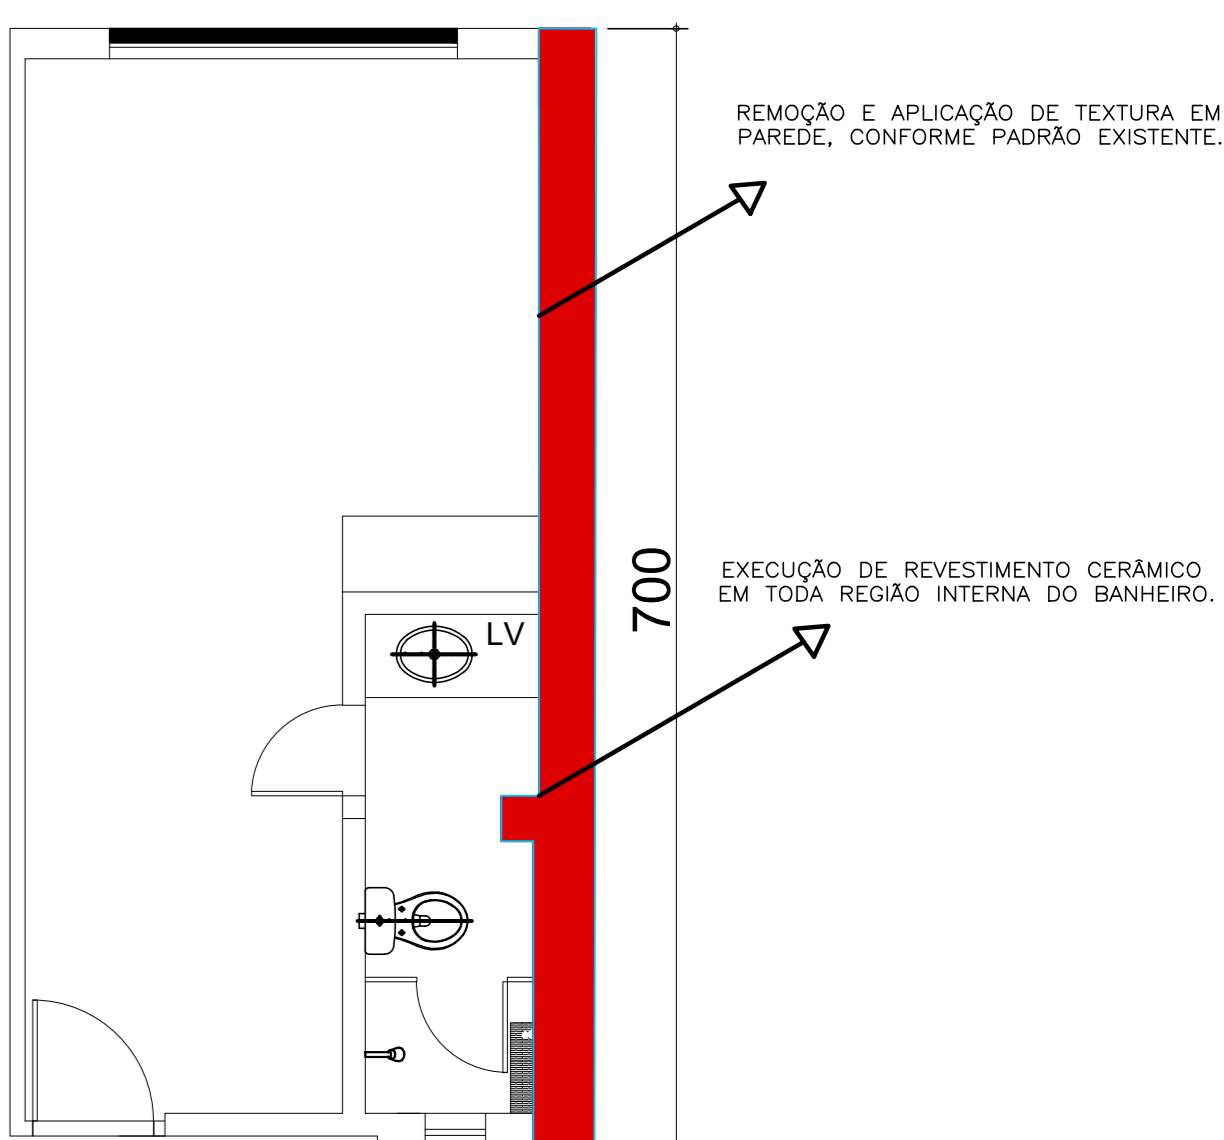 REMOÇÃO E APLICAÇÃO DE TEXTURA EM
PAREDE, CONFORME PADRÃO EXISTENTE.
700
EXECUÇÃO DE REVESTIMENTO CERÂMICO
EM TODA REGIÃO INTERNA DO BANHEIRO.
LV